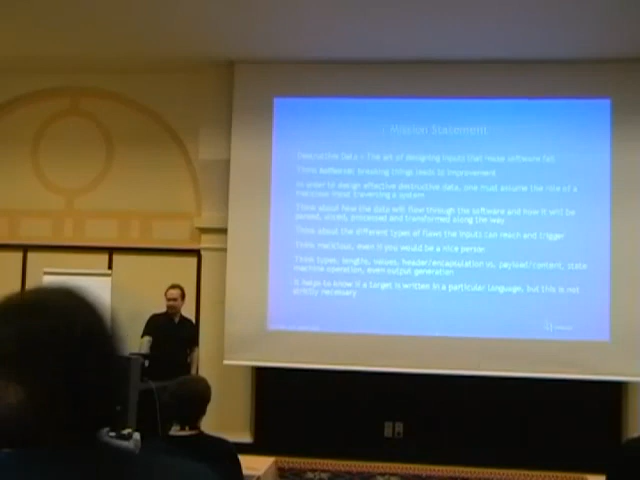 Mission Statement
Destructive Data - The art of designing inputs that make software fail
Think BadBarcode: breaking things leads to improvement
In order to design effective destructive data, one must assume the role of a
malicious input traversing a system
Think about how the data will flow through the software and how it will be
parsed, sliced, processed and transformed along the way
Think about the different types of flaws the inputs can reach and trigger
Think malicious, even if you would be a nice person
Think types, lengths, values, header/encapsulation vs. payload/content, state
machine operation, even output generation
It helps to know if a target is written in a particular language, but this is not
strictly necessary